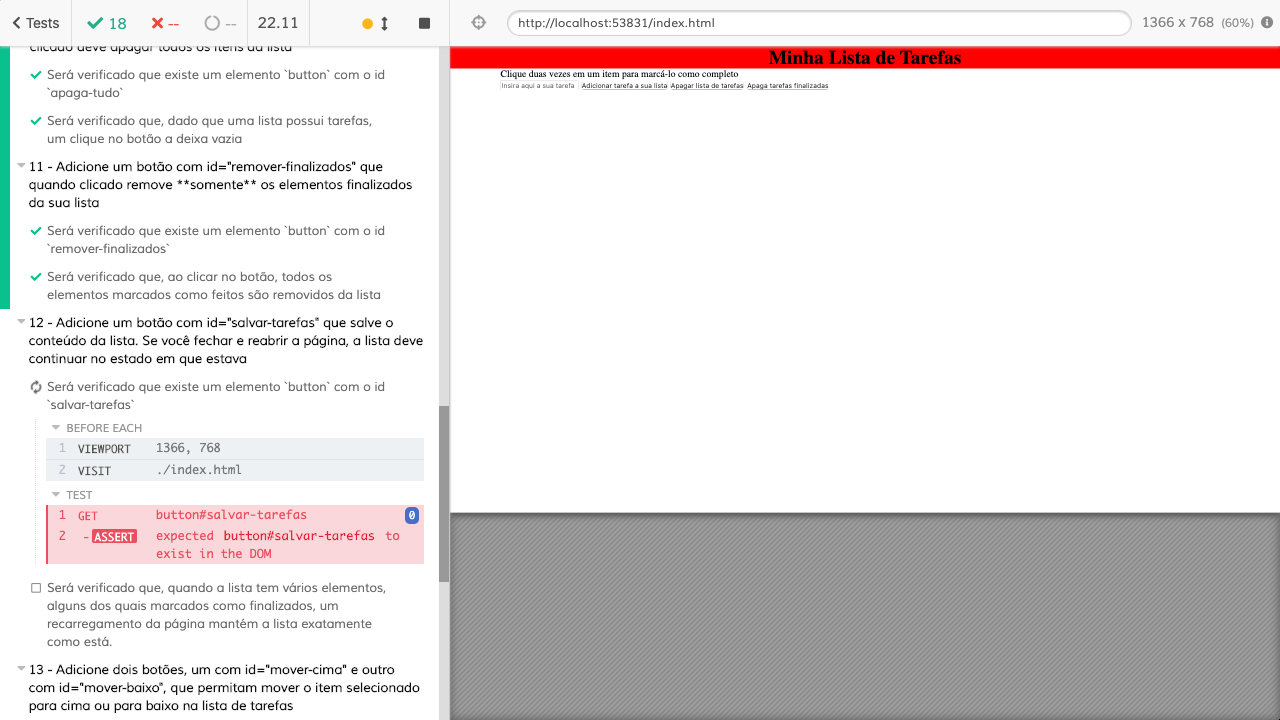 Tests
18
--
--
22.11
http://localhost:53831/index.html
1366 x 768 (60%)
clicado deve apagar todos os itens da lista
Será verificado que existe um elemento `button` com o id
`apaga-tudo`
Será verificado que, dado que uma lista possui tarefas,
um clique no botão a deixa vazia
11 - Adicione um botão com id="remover-finalizados" que
quando clicado remove **somente** os elementos finalizados
da sua lista
Será verificado que existe um elemento `button` com o id
`remover-finalizados`
Será verificado que, ao clicar no botão, todos os
elementos marcados como feitos são removidos da lista
12 - Adicione um botão com id="salvar-tarefas" que salve o
conteúdo da lista. Se você fechar e reabrir a página, a lista deve
continuar no estado em que estava
Será verificado que existe um elemento `button` com o id
`salvar-tarefas`
BEFORE EACH
1 VIEWPORT 1366, 768
2 VISIT ./index.html
TEST
1 GET button#salvar-tarefas 0
2 -ASSERT expected button#salvar-tarefas to
exist in the DOM
Será verificado que, quando a lista tem vários elementos,
alguns dos quais marcados como finalizados, um
recarregamento da página mantém a lista exatamente
como está.
13 - Adicione dois botões, um com id="mover-cima" e outro
com id="mover-baixo", que permitam mover o item selecionado
para cima ou para baixo na lista de tarefas
Minha Lista de Tarefas
Clique duas vezes em um item para marcá-lo como completo
Insira aqui a sua tarefa Adicionar tarefa a sua lista Apagar lista de tarefas Apaga tarefas finalizadas